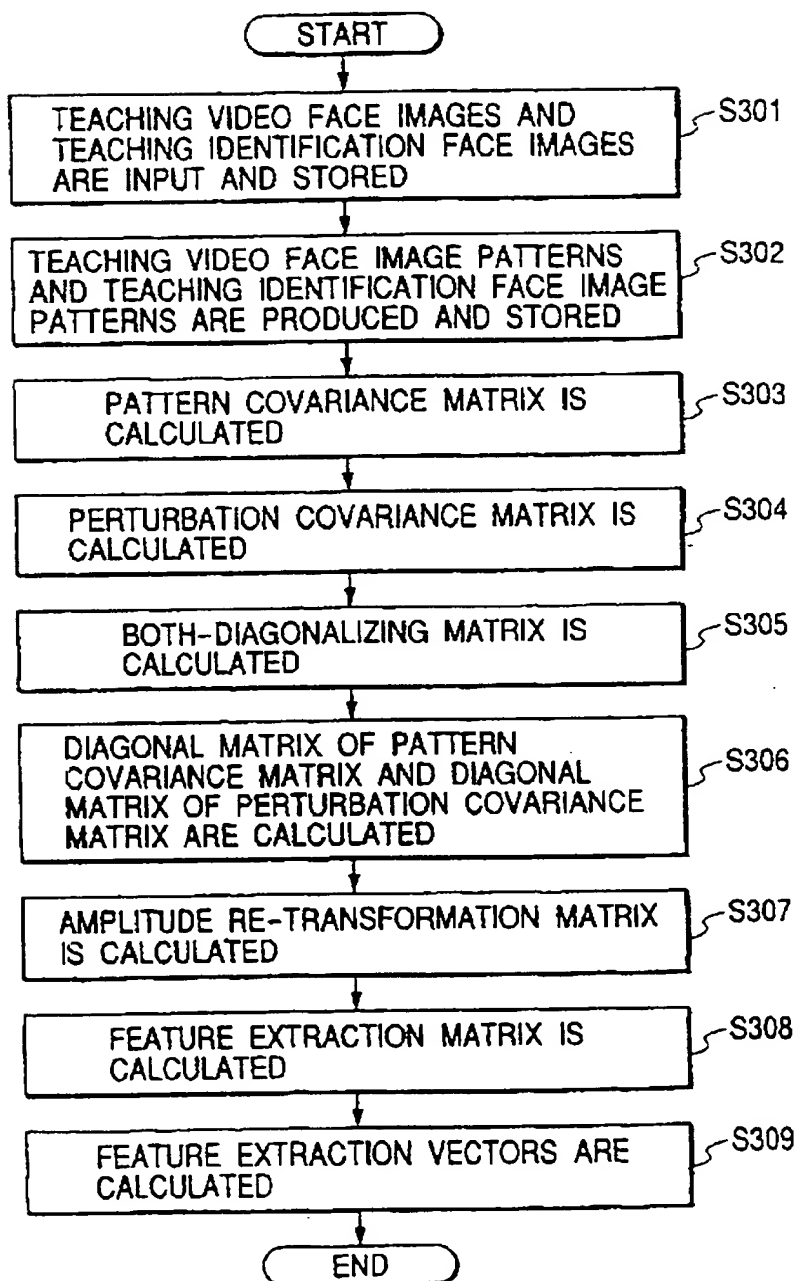 START
TEACHING VIDEO FACE IMAGES AND
TEACHING IDENTIFICATION FACE IMAGES
ARE INPUT AND STORED
S301
TEACHING VIDEO FACE IMAGE PATTERNS
AND TEACHING IDENTIFICATION FACE IMAGE
PATTERNS ARE PRODUCED AND STORED
S302
PATTERN COVARIANCE MATRIX IS
CALCULATED
S303
PERTURBATION COVARIANCE MATRIX IS
CALCULATED
S304
BOTH-DIAGONALIZING MATRIX IS
CALCULATED
S305
DIAGONAL MATRIX OF PATTERN
COVARIANCE MATRIX AND DIAGONAL
MATRIX OF PERTURBATION COVARIANCE
MATRIX ARE CALCULATED
S306
AMPLITUDE RE-TRANSFORMATION MATRIX
IS CALCULATED
S307
FEATURE EXTRACTION MATRIX IS
CALCULATED
S308
FEATURE EXTRACTION VECTORS ARE
CALCULATED
S309
END